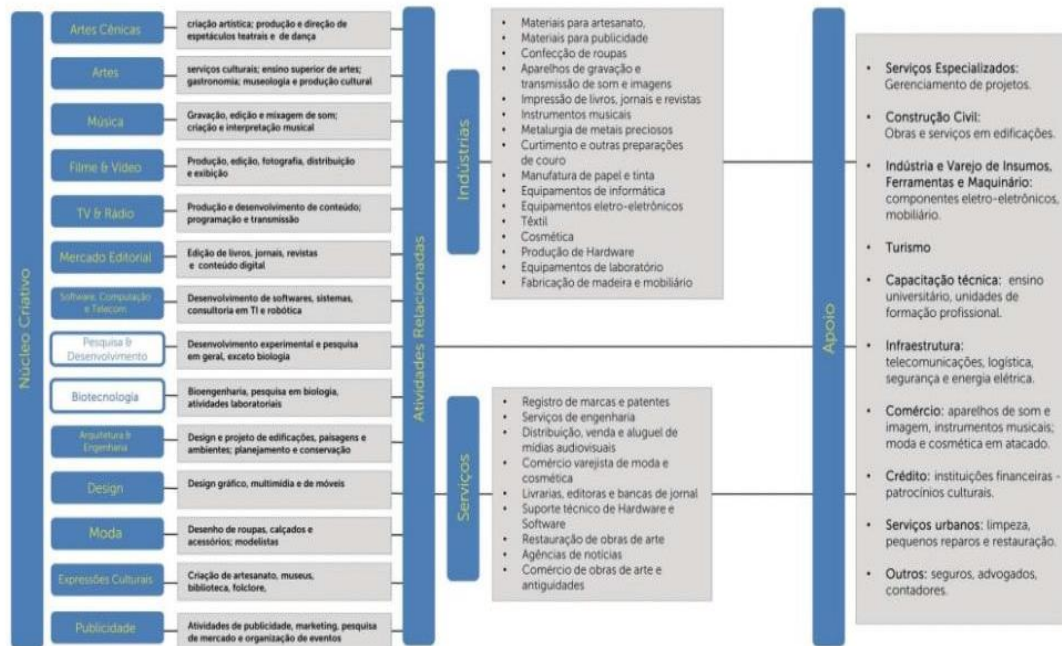 Núcleo Criativo
Artes Cênicas
criação artística; produção e direção de
espetáculos teatrais e de dança
Artes
serviços culturais; ensino superior de artes;
gastronomia; museologia e produção cultural
Música
Gravação, edição e mixagem de som;
criação e interpretação musical
Filme & Vídeo
Produção, edição, fotografia, distribuição
e exibição
TV & Rádio
Produção e desenvolvimento de conteúdo;
programação e transmissão
Mercado Editorial
Edição de livros, jornais, revistas
e conteúdo digital
Software, Computação
e Telecom
Desenvolvimento de softwares, sistemas,
consultoria em TI e robótica
Pesquisa &
Desenvolvimento
Desenvolvimento experimental e pesquisa
em geral, exceto biologia
Biotecnologia
Bioengenharia, pesquisa em biologia,
atividades laboratoriais
Arquitetura &
Engenharia
Design e projeto de edificações, paisagens e
ambientes; planejamento e conservação
Design
Design gráfico, multimídia e de móveis
Moda
Desenho de roupas, calçados e
acessórios; modelistas
Expressões Culturais
Criação de artesanato, museus,
biblioteca, folclore,
Publicidade
Atividades de publicidade, marketing, pesquisa
de mercado e organização de eventos
Atividades Relacionadas
Indústrias
• Materiais para artesanato,
• Materiais para publicidade
• Confecção de roupas
• Aparelhos de gravação e
transmissão de som e imagens
• Impressão de livros, jornais e revistas
• Instrumentos musicais
• Metalurgia de metais preciosos
• Curtimento e outras preparações
de couro
• Manufatura de papel e tinta
• Equipamentos de informática
• Equipamentos eletro-eletrônicos
• Têxtil
• Cosmética
• Produção de Hardware
• Equipamentos de laboratório
• Fabricação de madeira e mobiliário
Serviços
• Registro de marcas e patentes
• Serviços de engenharia
• Distribuição, venda e aluguel de
mídias audiovisuais
• Comércio varejista de moda e
cosmética
• Livrarias, editoras e bancas de jornal
• Suporte técnico de Hardware e
Software
• Restauração de obras de arte
• Agências de notícias
• Comércio de obras de arte e
antiguidades
Apoio
• Serviços Especializados:
Gerenciamento de projetos.
• Construção Civil:
Obras e serviços em edificações.
• Indústria e Varejo de Insumos,
Ferramentas e Maquinário:
componentes eletro-eletrônicos,
mobiliário.
• Turismo
• Capacitação técnica: ensino
universitário, unidades de
formação profissional.
• Infraestrutura:
telecomunicações, logística,
segurança e energia elétrica.
• Comércio: aparelhos de som e
imagem, instrumentos musicais;
moda e cosmética em atacado.
• Crédito: instituições financeiras -
patrocínios culturais.
• Serviços urbanos: limpeza,
pequenos reparos e restauração.
• Outros: seguros, advogados,
contadores.